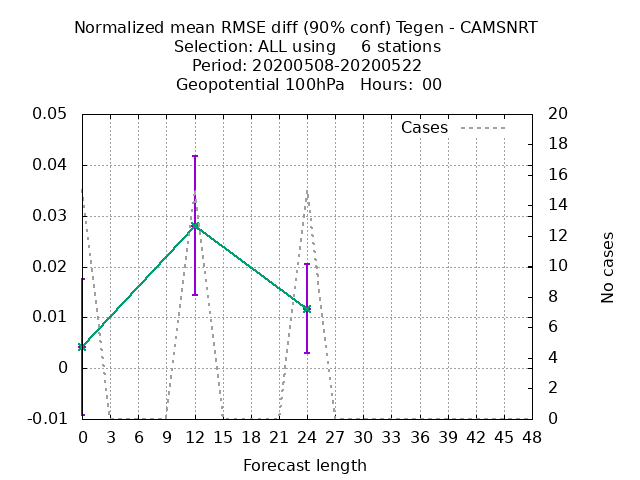 Normalized mean RMSE diff (90% conf) Tegen - CAMSNRT
Selection: ALL using     6 stations
Period: 20200508-20200522
Geopotential 100hPa   Hours:  00
Cases
0.05
0.04
0.03
0.02
0.01
0
-0.01
20
18
16
14
12
10
8
6
4
2
0
No cases
0 3 6 9 12 15 18 21 24 27 30 33 36 39 42 45 48
Forecast length